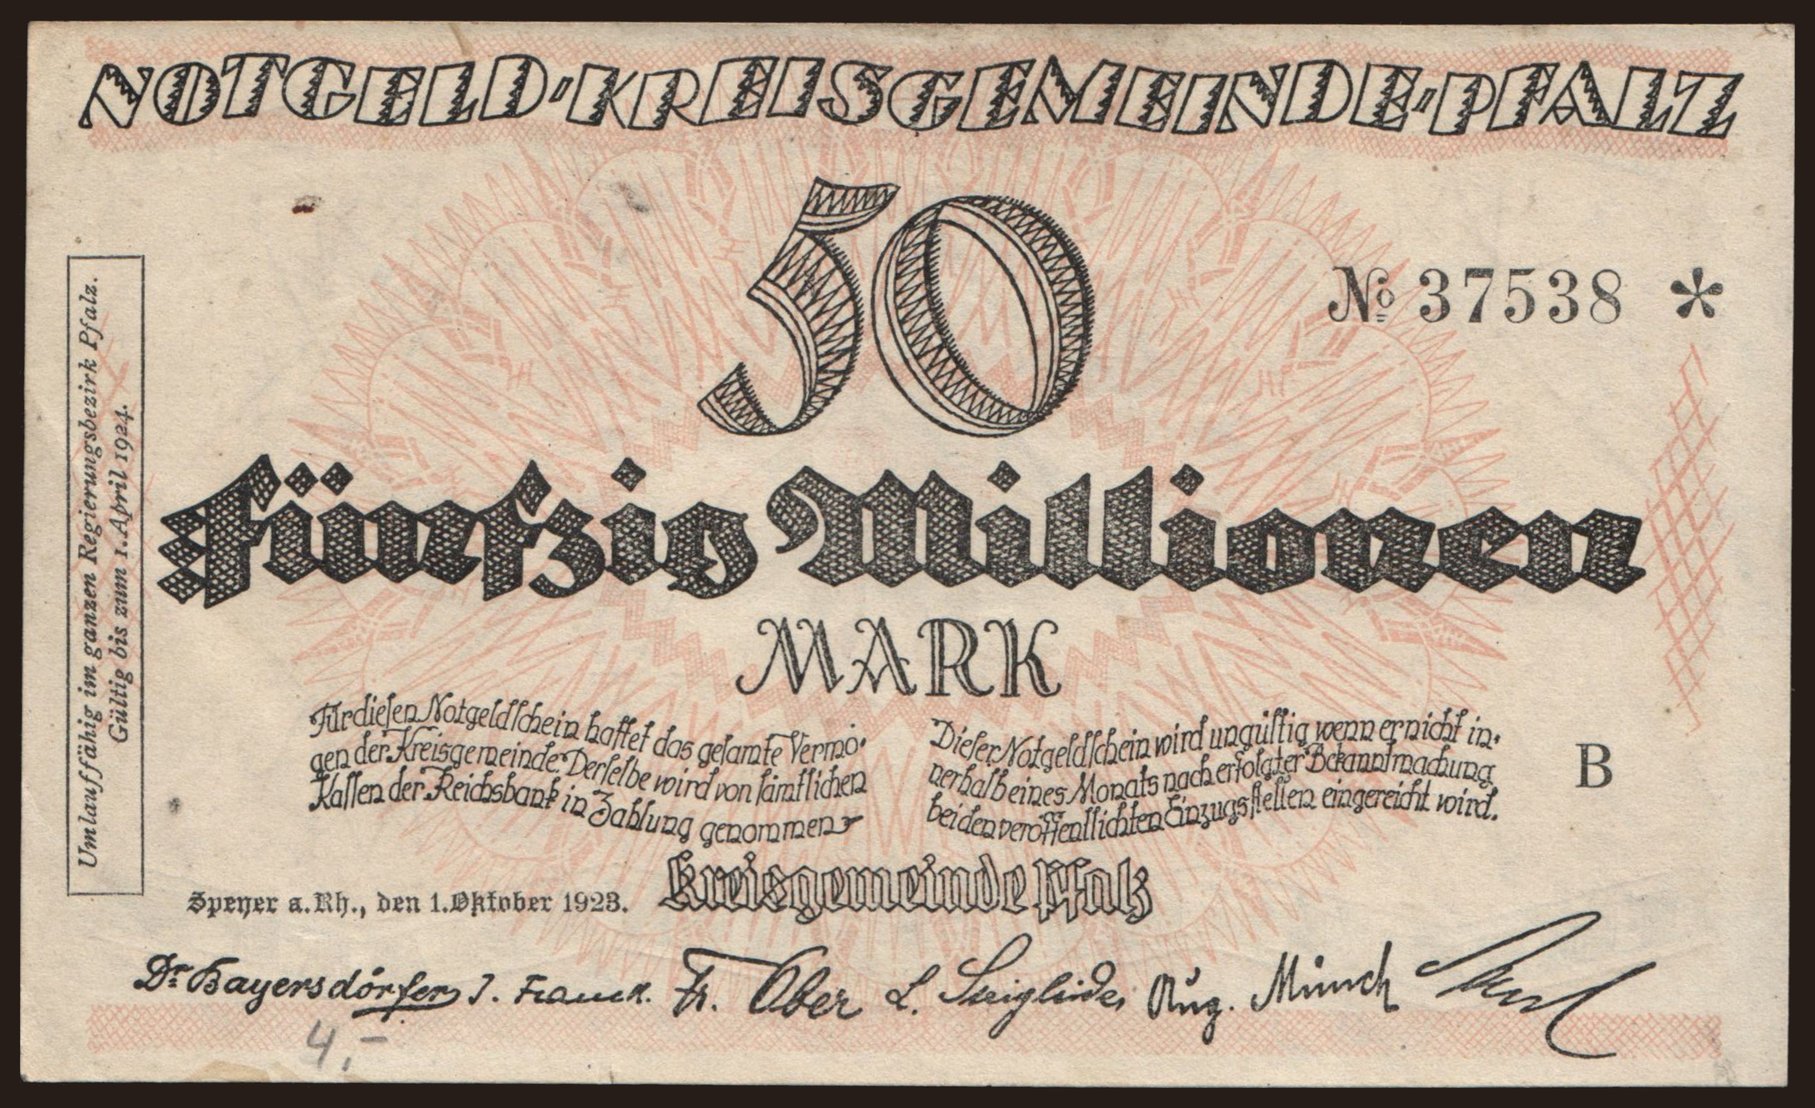 NOTGELD-KREISGEMEINDE-PFALZ
50
№ 37538 *
Umlauffähig im ganzen Regierungsbezirk Pfalz.
Gültig bis zum 1. April 1924.
Fünfzig Millionen
MARK
Für diesen Notgeldschein haftet das gesamte Vermö-
gen der Kreisgemeinde. Derselbe wird von sämtlichen
Kassen der Reichsbank in Zahlung genommen
Dieser Notgeldschein wird ungültig wenn er nicht in-
nerhalb eines Monats nach erfolgter Bekanntmachung
bei den veröffentlichten Einzugsstellen eingereicht wird.
B
Kreisgemeinde Pfalz
Speyer a. Rh., den 1. Oktober 1923.
Dr. Bayersdörfer J. Franck. Fr. Ober L. Aug. Münch
4,-